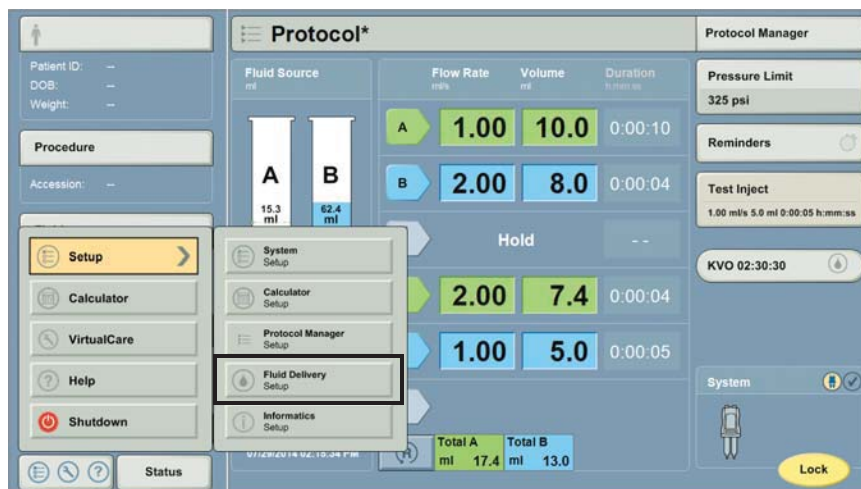 Protocol*
Protocol Manager
Patient ID: --
DOB: --
Weight: --
Procedure
Accession: --
Fluid Source
ml
A
B
15.3
ml
62.4
ml
Flow Rate
ml/s
Volume
ml
Duration
h:mm:ss
A 1.00 10.0 0:00:10
B 2.00 8.0 0:00:04
Hold --
2.00 7.4 0:00:04
1.00 5.0 0:00:05
Total A
ml 17.4
Total B
ml 13.0
Pressure Limit
325 psi
Reminders
Test Inject
1.00 ml/s 5.0 ml 0:00:05 h:mm:ss
KVO 02:30:30
System
Lock
Setup
Calculator
VirtualCare
Help
Shutdown
System
Setup
Calculator
Setup
Protocol Manager
Setup
Fluid Delivery
Setup
Informatics
Setup
07/29/2014 02:15:34 PM
Status